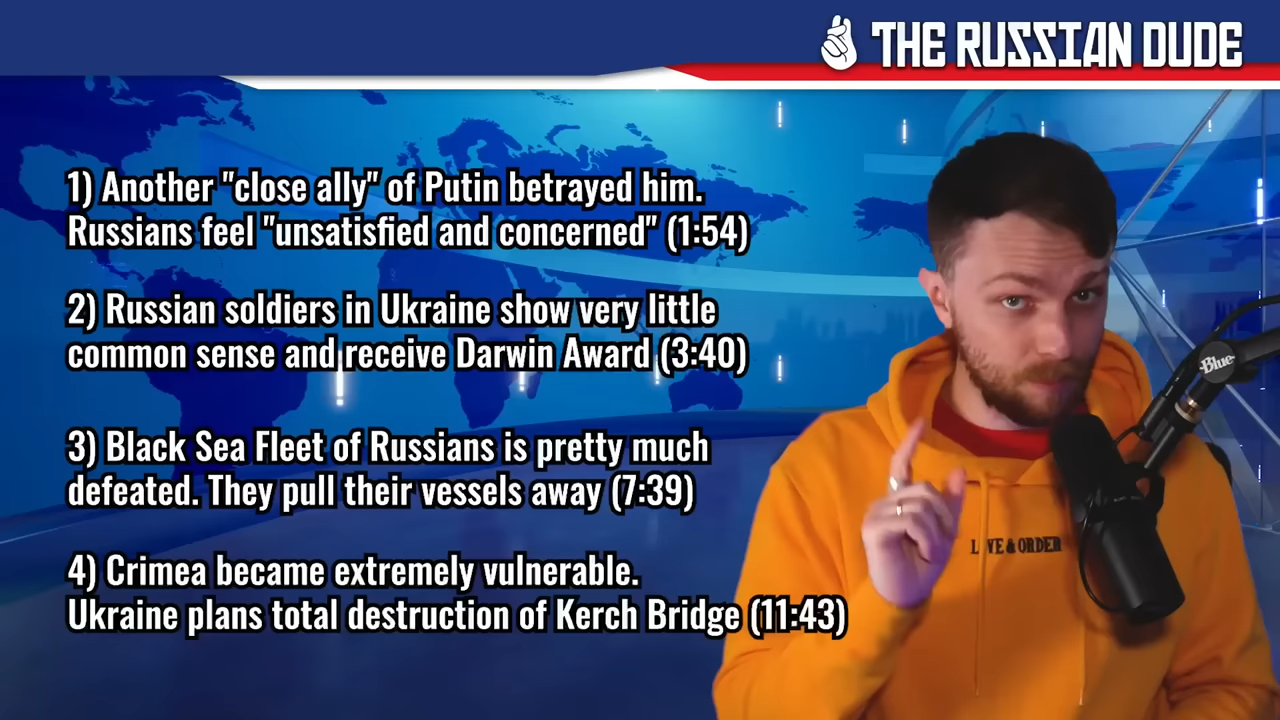 THE RUSSIAN DUDE
1) Another "close ally" of Putin betrayed him.
Russians feel "unsatisfied and concerned" (1:54)
2) Russian soldiers in Ukraine show very little
common sense and receive Darwin Award (3:40)
3) Black Sea Fleet of Russians is pretty much
defeated. They pull their vessels away (7:39)
4) Crimea became extremely vulnerable.
Ukraine plans total destruction of Kerch Bridge (11:43)
Blue
& ORDER